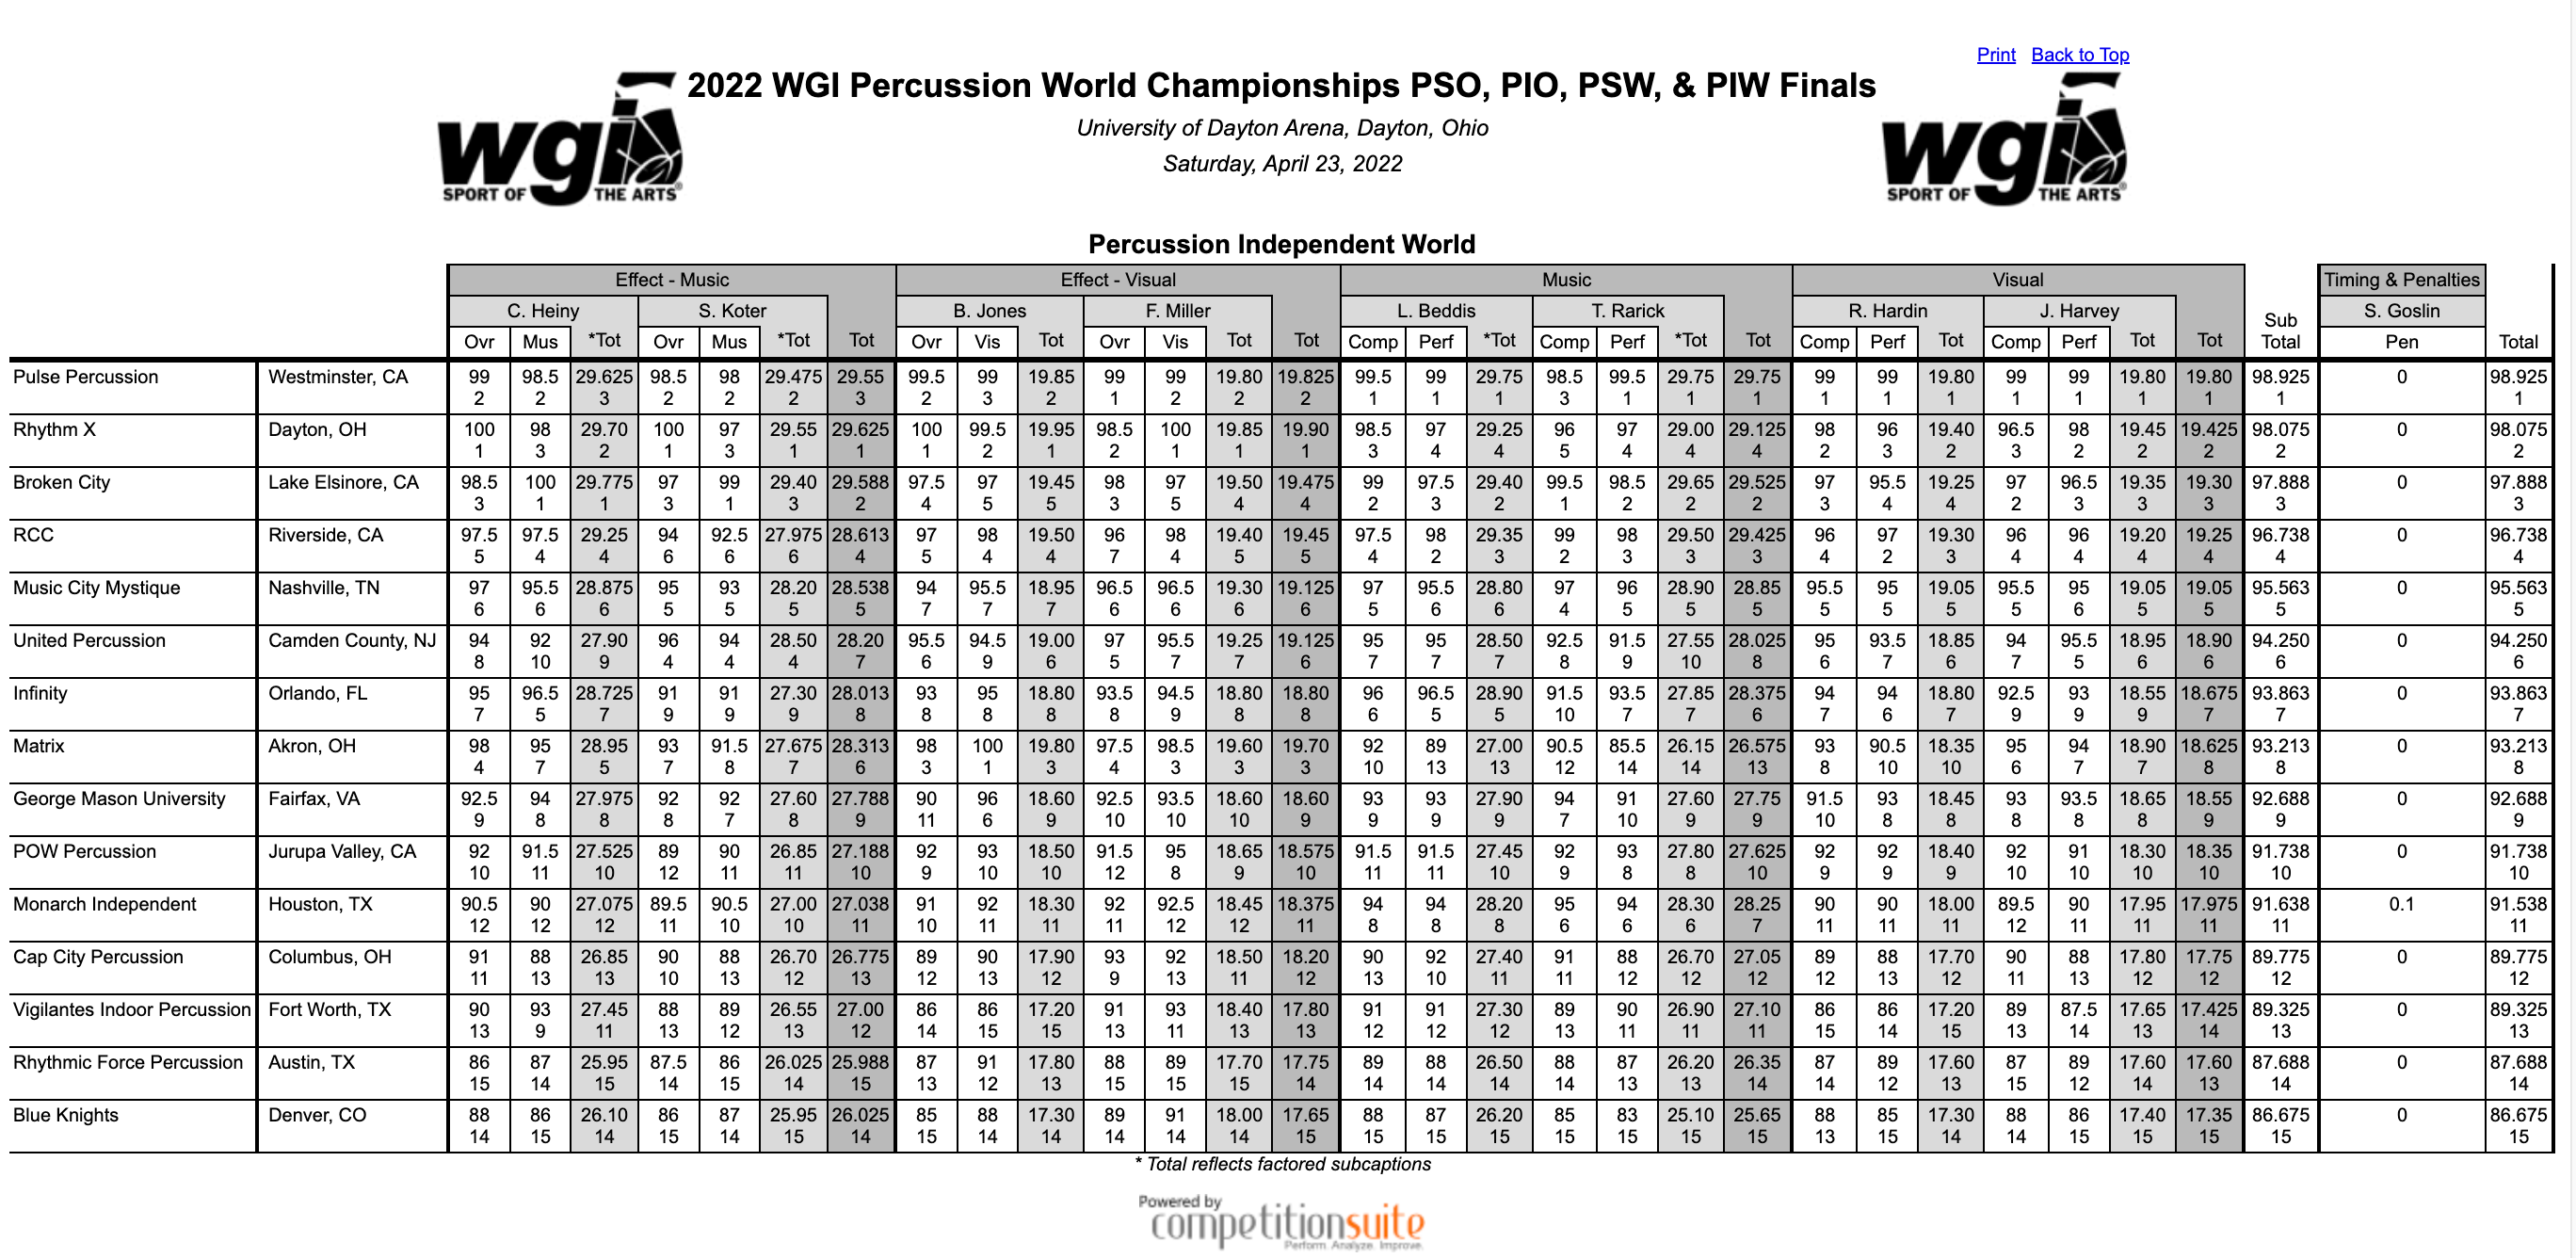 Print Back to Top
2022 WGI Percussion World Championships PSO, PIO, PSW, & PIW Finals
University of Dayton Arena, Dayton, Ohio
Saturday, April 23, 2022
wgi SPORT OF THE ARTS®
wgi SPORT OF THE ARTS®
Percussion Independent World
Effect - Music Effect - Visual Music Visual Timing & Penalties
C. Heiny S. Koter B. Jones F. Miller L. Beddis T. Rarick R. Hardin J. Harvey Sub S. Goslin
Ovr Mus *Tot Ovr Mus *Tot Tot Ovr Vis Tot Ovr Vis Tot Tot Comp Perf *Tot Comp Perf *Tot Tot Comp Perf Tot Comp Perf Tot Tot Total Pen Total
Pulse Percussion Westminster, CA 99 98.5 29.625 98.5 98 29.475 29.55 99.5 99 19.85 99 99 19.80 19.825 99.5 99 29.75 98.5 99.5 29.75 29.75 99 99 19.80 99 99 19.80 19.80 98.925 0 98.925
2 2 3 2 2 2 3 2 3 2 1 2 2 2 1 1 1 3 1 1 1 1 1 1 1 1 1 1 1 1
Rhythm X Dayton, OH 100 98 29.70 100 97 29.55 29.625 100 99.5 19.95 98.5 100 19.85 19.90 98.5 97 29.25 96 97 29.00 29.125 98 96 19.40 96.5 98 19.45 19.425 98.075 0 98.075
1 3 2 1 3 1 1 1 2 1 2 1 1 1 3 4 4 5 4 4 4 2 3 2 3 2 2 2 2 2
Broken City Lake Elsinore, CA 98.5 100 29.775 97 99 29.40 29.588 97.5 97 19.45 98 97 19.50 19.475 99 97.5 29.40 99.5 98.5 29.65 29.525 97 95.5 19.25 97 96.5 19.35 19.30 97.888 0 97.888
3 1 1 3 1 3 2 4 5 5 3 5 4 4 2 3 2 1 2 2 2 3 4 4 2 3 3 3 3 3
RCC Riverside, CA 97.5 97.5 29.25 94 92.5 27.975 28.613 97 98 19.50 96 98 19.40 19.45 97.5 98 29.35 99 98 29.50 29.425 96 97 19.30 96 96 19.20 19.25 96.738 0 96.738
5 4 4 6 6 6 4 5 4 4 7 4 5 5 4 2 3 2 3 3 3 4 2 3 4 4 4 4 4 4
Music City Mystique Nashville, TN 97 95.5 28.875 95 93 28.20 28.538 94 95.5 18.95 96.5 96.5 19.30 19.125 97 95.5 28.80 97 96 28.90 28.85 95.5 95 19.05 95.5 95 19.05 19.05 95.563 0 95.563
6 6 6 5 5 5 5 7 7 7 6 6 6 6 5 6 6 4 5 5 5 5 5 5 5 6 5 5 5 5
United Percussion Camden County, NJ 94 92 27.90 96 94 28.50 28.20 95.5 94.5 19.00 97 95.5 19.25 19.125 95 95 28.50 92.5 91.5 27.55 28.025 95 93.5 18.85 94 95.5 18.95 18.90 94.250 0 94.250
8 10 9 4 4 4 7 6 9 6 5 7 7 6 7 7 7 8 9 10 8 6 7 6 7 5 6 6 6 6
Infinity Orlando, FL 95 96.5 28.725 91 91 27.30 28.013 93 95 18.80 93.5 94.5 18.80 18.80 96 96.5 28.90 91.5 93.5 27.85 28.375 94 94 18.80 92.5 93 18.55 18.675 93.863 0 93.863
7 5 7 9 9 9 8 8 8 8 8 9 8 8 6 5 5 10 7 7 6 7 6 7 9 9 9 7 7 7
Matrix Akron, OH 98 95 28.95 93 91.5 27.675 28.313 98 100 19.80 97.5 98.5 19.60 19.70 92 89 27.00 90.5 85.5 26.15 26.575 93 90.5 18.35 95 94 18.90 18.625 93.213 0 93.213
4 7 5 7 8 7 6 3 1 3 4 3 3 3 10 13 13 12 14 14 13 8 10 10 6 7 7 8 8 8
George Mason University Fairfax, VA 92.5 94 27.975 92 92 27.60 27.788 90 96 18.60 92.5 93.5 18.60 18.60 93 93 27.90 94 91 27.60 27.75 91.5 93 18.45 93 93.5 18.65 18.55 92.688 0 92.688
9 8 8 8 7 8 9 11 6 9 10 10 10 9 9 9 9 7 10 9 9 10 8 8 8 8 8 9 9 9
POW Percussion Jurupa Valley, CA 92 91.5 27.525 89 90 26.85 27.188 92 93 18.50 91.5 95 18.65 18.575 91.5 91.5 27.45 92 93 27.80 27.625 92 92 18.40 92 91 18.30 18.35 91.738 0 91.738
10 11 10 12 11 11 10 9 10 10 12 8 9 10 11 11 10 9 8 8 10 9 9 9 10 10 10 10 10 10
Monarch Independent Houston, TX 90.5 90 27.075 89.5 90.5 27.00 27.038 91 92 18.30 92 92.5 18.45 18.375 94 94 28.20 95 94 28.30 28.25 90 90 18.00 89.5 90 17.95 17.975 91.638 0.1 91.538
12 12 12 11 10 10 11 10 11 11 11 12 12 11 8 8 8 6 6 6 7 11 11 11 12 11 11 11 11 11
Cap City Percussion Columbus, OH 91 88 26.85 90 88 26.70 26.775 89 90 17.90 93 92 18.50 18.20 90 92 27.40 91 88 26.70 27.05 89 88 17.70 90 88 17.80 17.75 89.775 0 89.775
11 13 13 10 13 12 13 12 13 12 9 13 11 12 13 10 11 11 12 12 12 12 13 12 11 13 12 12 12 12
Vigilantes Indoor Percussion Fort Worth, TX 90 93 27.45 88 89 26.55 27.00 86 86 17.20 91 93 18.40 17.80 91 91 27.30 89 90 26.90 27.10 86 86 17.20 89 87.5 17.65 17.425 89.325 0 89.325
13 9 11 13 12 13 12 14 15 15 13 11 13 13 12 12 12 13 11 11 11 15 14 15 13 14 13 14 13 13
Rhythmic Force Percussion Austin, TX 86 87 25.95 87.5 86 26.025 25.988 87 91 17.80 88 89 17.70 17.75 89 88 26.50 88 87 26.20 26.35 87 89 17.60 87 89 17.60 17.60 87.688 0 87.688
15 14 15 14 15 14 15 13 12 13 15 15 15 14 14 14 14 14 13 13 14 14 12 13 15 12 14 13 14 14
Blue Knights Denver, CO 88 86 26.10 86 87 25.95 26.025 85 88 17.30 89 91 18.00 17.65 88 87 26.20 85 83 25.10 25.65 88 85 17.30 88 86 17.40 17.35 86.675 0 86.675
14 15 14 15 14 15 14 15 14 14 14 14 14 15 15 15 15 15 15 15 15 13 15 14 14 15 15 15 15 15
* Total reflects factored subcaptions
Powered by
competitionsuite
Perform. Analyze. Improve.